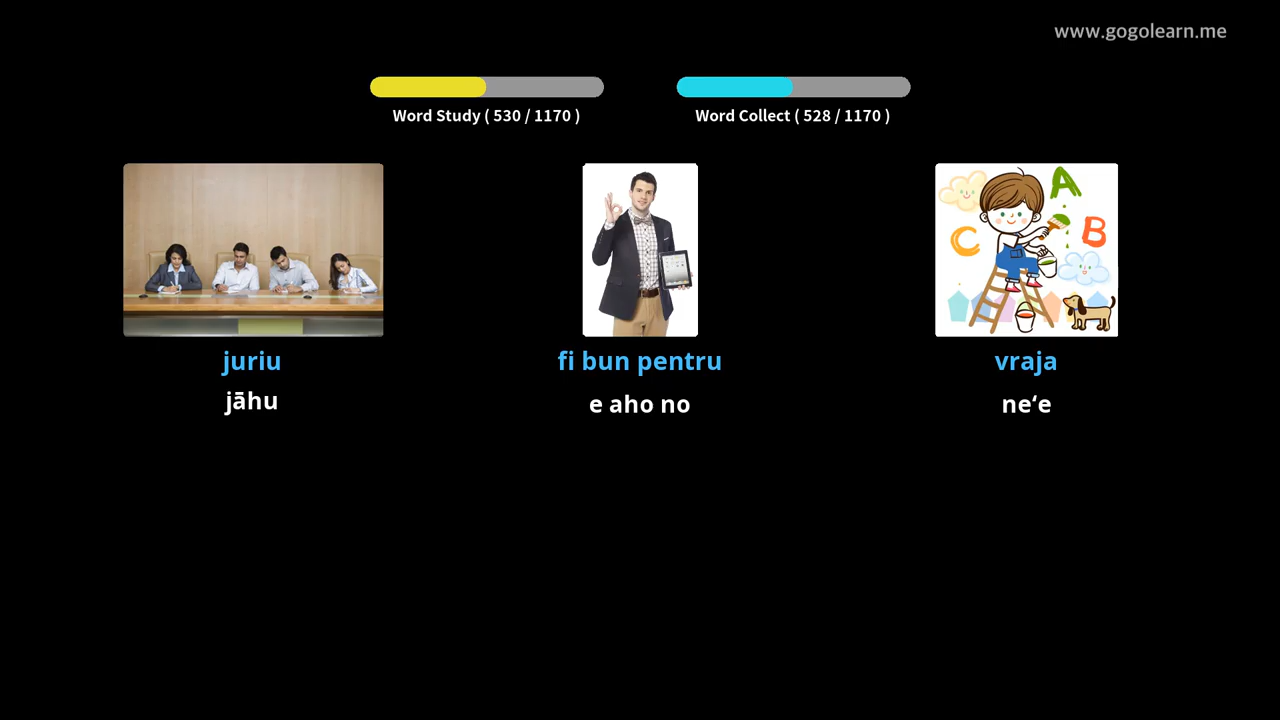 www.gogolearn.me
Word Study ( 530 / 1170 )
Word Collect ( 528 / 1170 )
juriu
fi bun pentru
vraja
jāhu
e aho no
neʻe
A
B
C